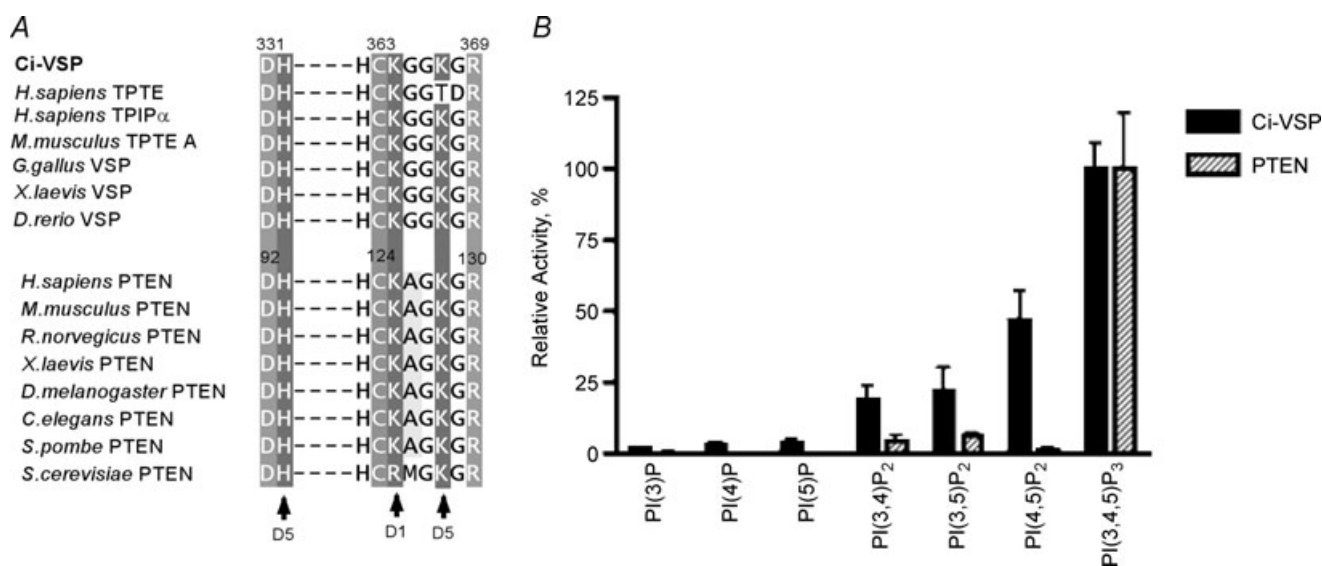 A
331 363 369
Ci-VSP DH----HCKGGKGR
H.sapiens TPTE DH----HCKGGTDR
H.sapiens TPIPα DH----HCKGGKGR
M.musculus TPTE A DH----HCKGGKGR
G.gallus VSP DH----HCKGGKGR
X.laevis VSP DH----HCKGGKGR
D.rerio VSP DH----HCKGGKGR
92 124 130
H.sapiens PTEN DH----HCKAGKGR
M.musculus PTEN DH----HCKAGKGR
R.norvegicus PTEN DH----HCKAGKGR
X.laevis PTEN DH----HCKAGKGR
D.melanogaster PTEN DH----HCKAGKGR
C.elegans PTEN DH----HCKAGKGR
S.pombe PTEN DH----HCKAGKGR
S.cerevisiae PTEN DH----HCRMGKGR
D5 D1 D5
B
Relative Activity, %
125
100
75
50
25
0
Ci-VSP
PTEN
PI(3)P
PI(4)P
PI(5)P
PI(3,4)P2
PI(3,5)P2
PI(4,5)P2
PI(3,4,5)P3